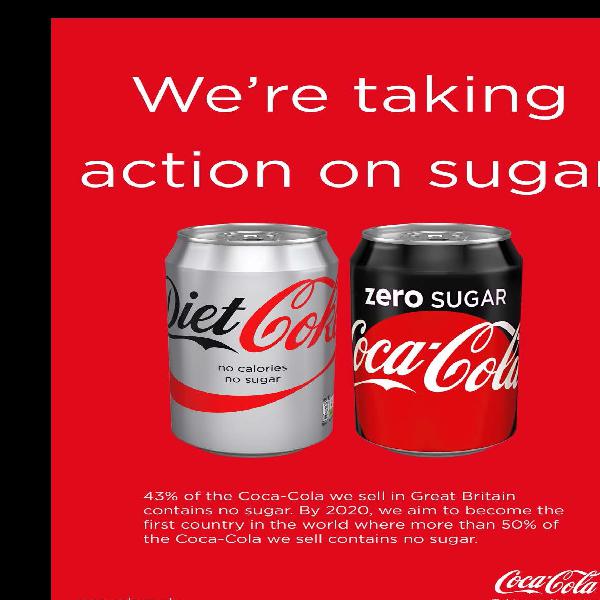 We're taking
action on sugar
Diet Coke
no calories
no sugar
zero SUGAR
Coca-Cola
43% of the Coca-Cola we sell in Great Britain
contains no sugar. By 2020, we aim to become the
first country in the world where more than 50% of
the Coca-Cola we sell contains no sugar.
Coca-Cola